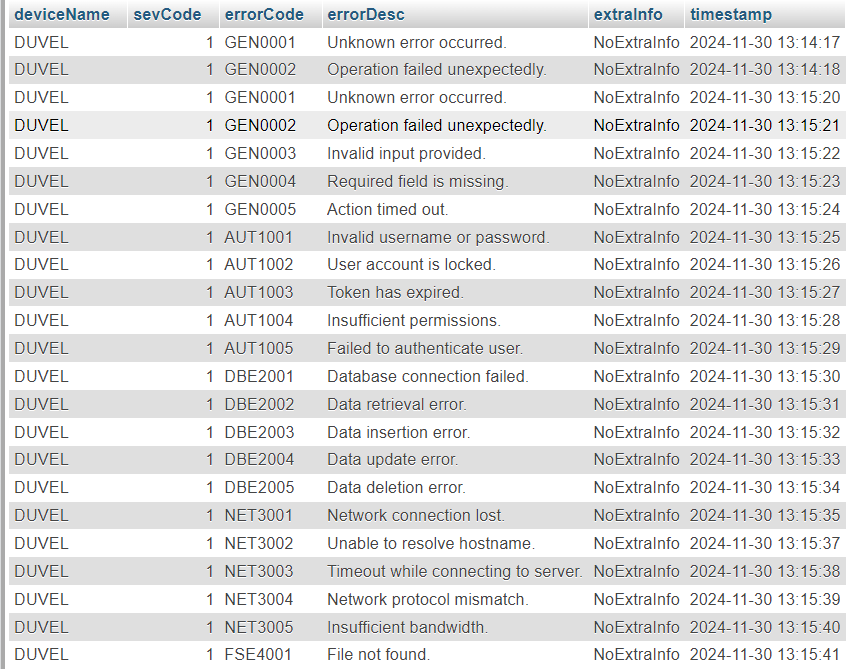 deviceName sevCode errorCode errorDesc extraInfo timestamp
DUVEL 1 GEN0001 Unknown error occurred. NoExtraInfo 2024-11-30 13:14:17
DUVEL 1 GEN0002 Operation failed unexpectedly. NoExtraInfo 2024-11-30 13:14:18
DUVEL 1 GEN0001 Unknown error occurred. NoExtraInfo 2024-11-30 13:15:20
DUVEL 1 GEN0002 Operation failed unexpectedly. NoExtraInfo 2024-11-30 13:15:21
DUVEL 1 GEN0003 Invalid input provided. NoExtraInfo 2024-11-30 13:15:22
DUVEL 1 GEN0004 Required field is missing. NoExtraInfo 2024-11-30 13:15:23
DUVEL 1 GEN0005 Action timed out. NoExtraInfo 2024-11-30 13:15:24
DUVEL 1 AUT1001 Invalid username or password. NoExtraInfo 2024-11-30 13:15:25
DUVEL 1 AUT1002 User account is locked. NoExtraInfo 2024-11-30 13:15:26
DUVEL 1 AUT1003 Token has expired. NoExtraInfo 2024-11-30 13:15:27
DUVEL 1 AUT1004 Insufficient permissions. NoExtraInfo 2024-11-30 13:15:28
DUVEL 1 AUT1005 Failed to authenticate user. NoExtraInfo 2024-11-30 13:15:29
DUVEL 1 DBE2001 Database connection failed. NoExtraInfo 2024-11-30 13:15:30
DUVEL 1 DBE2002 Data retrieval error. NoExtraInfo 2024-11-30 13:15:31
DUVEL 1 DBE2003 Data insertion error. NoExtraInfo 2024-11-30 13:15:32
DUVEL 1 DBE2004 Data update error. NoExtraInfo 2024-11-30 13:15:33
DUVEL 1 DBE2005 Data deletion error. NoExtraInfo 2024-11-30 13:15:34
DUVEL 1 NET3001 Network connection lost. NoExtraInfo 2024-11-30 13:15:35
DUVEL 1 NET3002 Unable to resolve hostname. NoExtraInfo 2024-11-30 13:15:37
DUVEL 1 NET3003 Timeout while connecting to server. NoExtraInfo 2024-11-30 13:15:38
DUVEL 1 NET3004 Network protocol mismatch. NoExtraInfo 2024-11-30 13:15:39
DUVEL 1 NET3005 Insufficient bandwidth. NoExtraInfo 2024-11-30 13:15:40
DUVEL 1 FSE4001 File not found. NoExtraInfo 2024-11-30 13:15:41